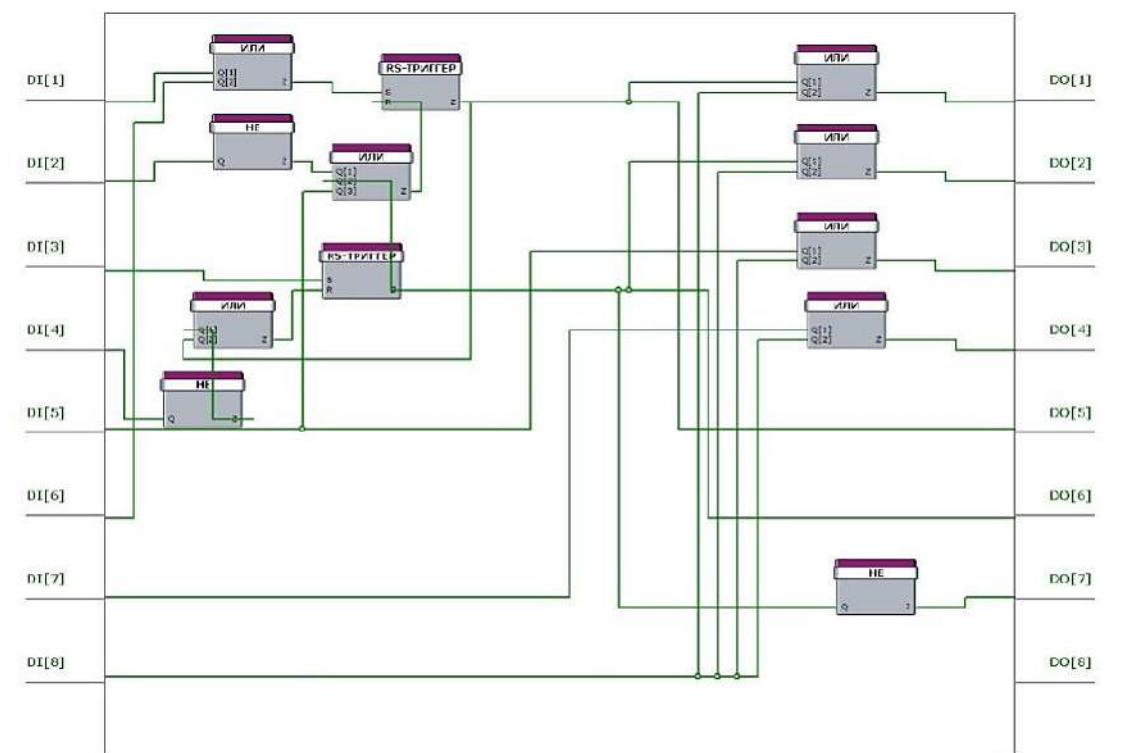 DI[1]
DI[2]
DI[3]
DI[4]
DI[5]
DI[6]
DI[7]
DI[8]
ИЛИ
Q[1]
Q[2]
Z
RS-ТРИГГЕР
S
R
Z
НЕ
Q
Z
ИЛИ
Q[1]
Q[2]
Q[3]
Z
RS-ТРИГГЕР
S
R
ИЛИ
Q[2]
Z
НЕ
Q
Z
ИЛИ
Q[1]
Q[2]
Z
ИЛИ
Q[1]
Q[2]
Z
ИЛИ
Q[1]
Q[2]
Z
ИЛИ
Q[1]
Q[2]
Z
НЕ
Q
Z
DO[1]
DO[2]
DO[3]
DO[4]
DO[5]
DO[6]
DO[7]
DO[8]